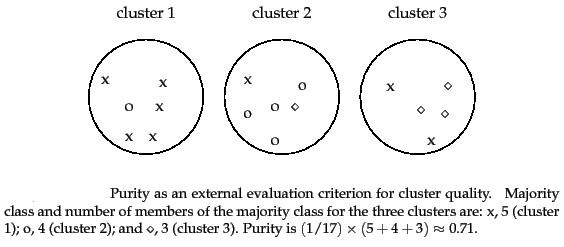 cluster 1 cluster 2 cluster 3
x x x o x ⋄
o x o o ⋄ ⋄ ⋄
x x o x
Purity as an external evaluation criterion for cluster quality. Majority
class and number of members of the majority class for the three clusters are: x, 5 (cluster
1); o, 4 (cluster 2); and ⋄, 3 (cluster 3). Purity is (1/17) × (5 + 4 + 3) ≈ 0.71.